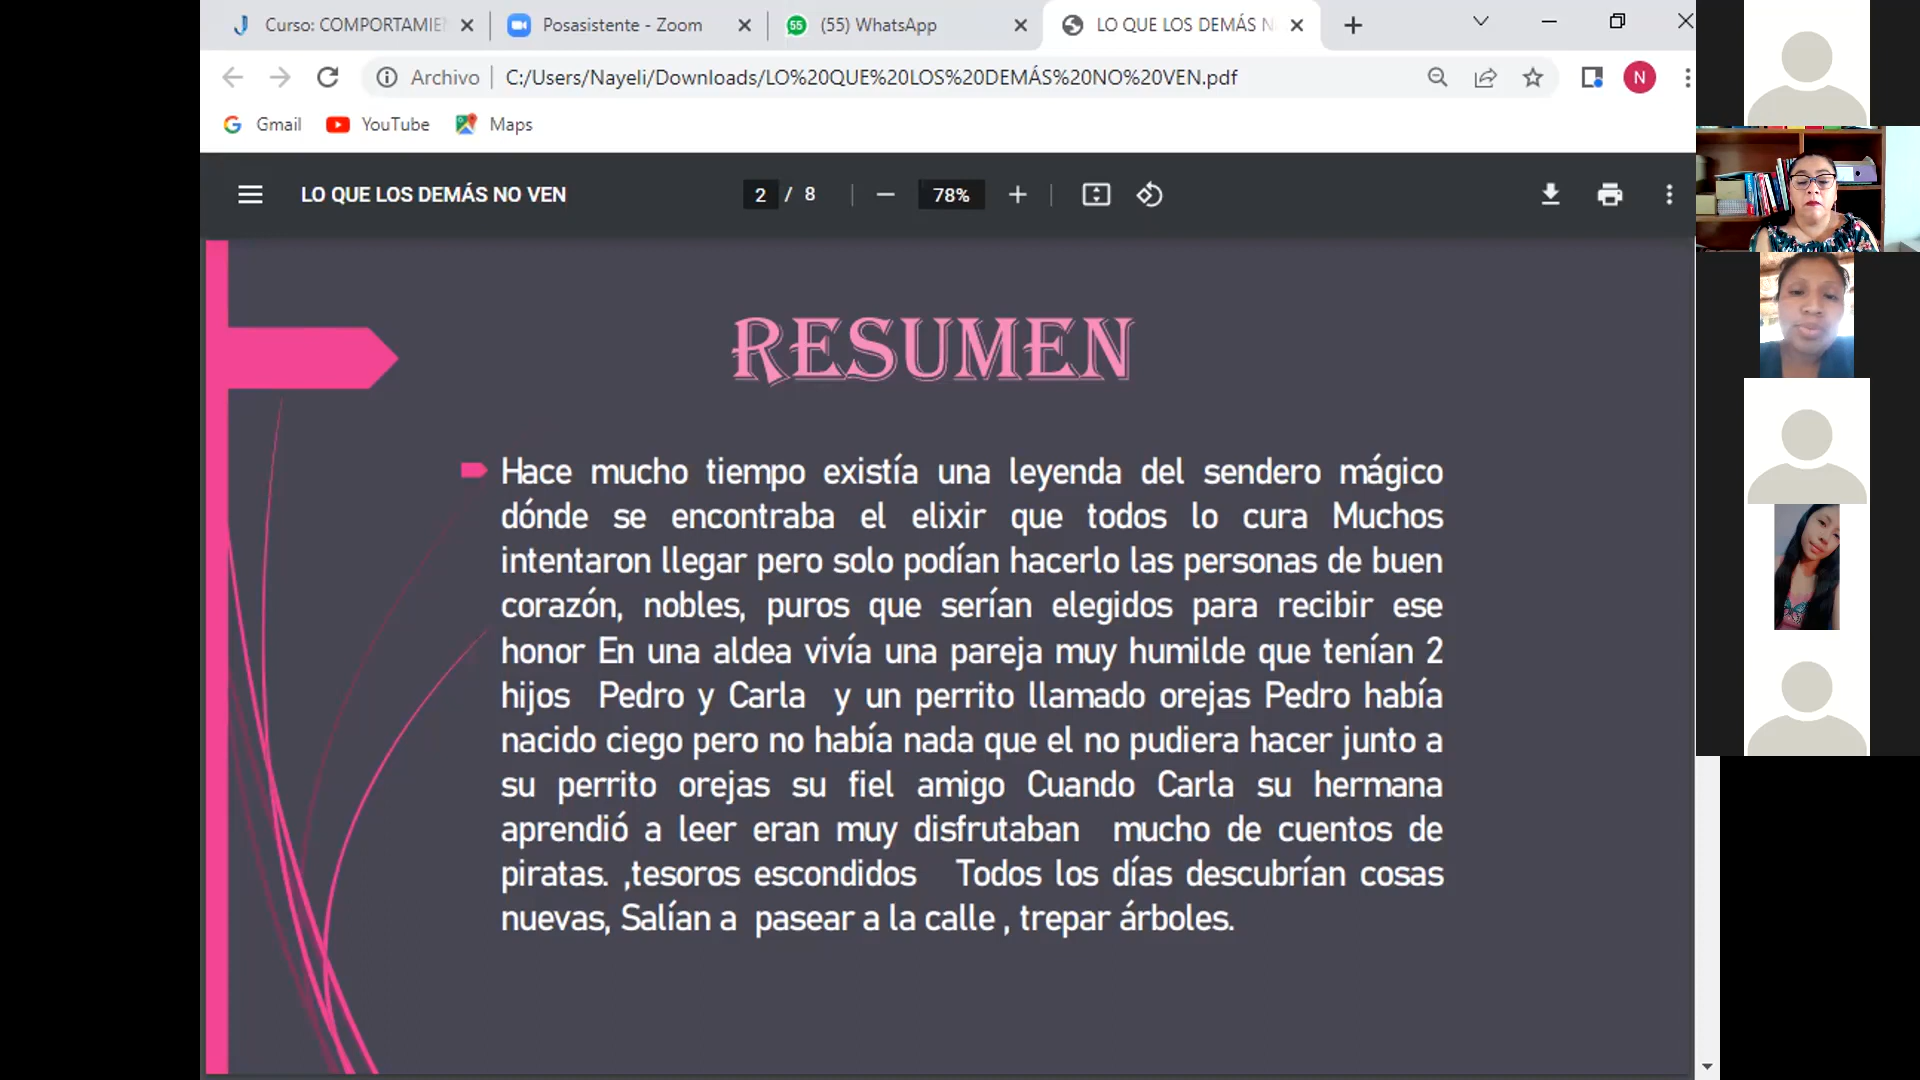 Curso: COMPORTAMIE
Posasistente - Zoom
55 (55) WhatsApp
LO QUE LOS DEMÁS N
Archivo
C:/Users/Nayeli/Downloads/LO%20QUE%20LOS%20DEMÁS%20NO%20VEN.pdf
N
Gmail
YouTube
Maps
LO QUE LOS DEMÁS NO VEN
2 / 8
78%
RESUMEN
Hace mucho tiempo existía una leyenda del sendero mágico
dónde se encontraba el elixir que todos lo cura Muchos
intentaron llegar pero solo podían hacerlo las personas de buen
corazón, nobles, puros que serían elegidos para recibir ese
honor En una aldea vivía una pareja muy humilde que tenían 2
hijos Pedro y Carla y un perrito llamado orejas Pedro había
nacido ciego pero no había nada que el no pudiera hacer junto a
su perrito orejas su fiel amigo Cuando Carla su hermana
aprendió a leer eran muy disfrutaban mucho de cuentos de
piratas. ,tesoros escondidos Todos los días descubrían cosas
nuevas, Salían a pasear a la calle , trepar árboles.